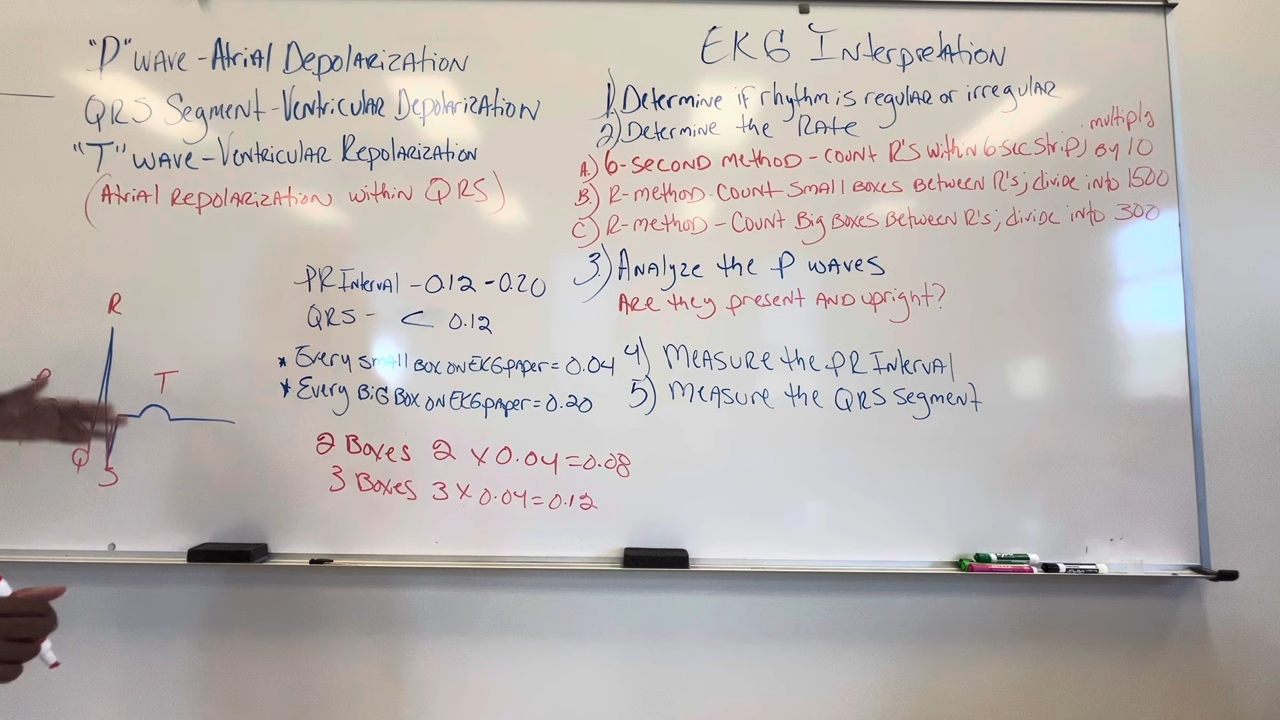 "P" WAVE - Atrial Depolarization
QRS Segment - Ventricular Depolarization
"T" WAVE - Ventricular Repolarization
(Atrial Repolarization within QRS)
PR Interval - 0.12 - 0.20
QRS - < 0.12
* Every small Box on EKG paper = 0.04
* Every Big Box on EKG paper = 0.20
2 Boxes 2 x 0.04 = 0.08
3 Boxes 3 x 0.04 = 0.12
R
T
Q
S
EKG Interpretation
1.) Determine if rhythm is regular or irregular
2) Determine the Rate
A.) 6-second method - count R's within 6-sec strip; multiply by 10
B.) R-method - Count small boxes between R's; divide into 1500
C.) R-method - Count Big Boxes between R's; divide into 300
3.) Analyze the P waves
Are they present and upright?
4) Measure the PR Interval
5) Measure the QRS segment